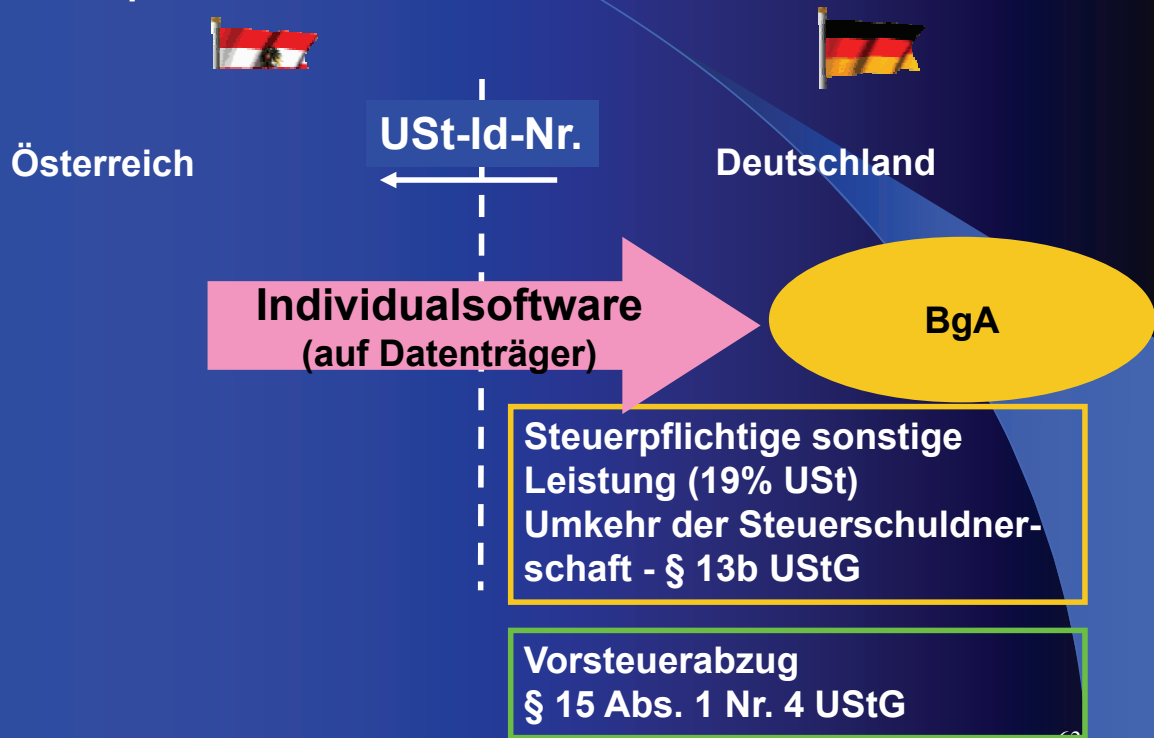 USt-Id-Nr.
Österreich
Deutschland
Individualsoftware
(auf Datenträger)
BgA
Steuerpflichtige sonstige
Leistung (19% USt)
Umkehr der Steuerschuldner-
schaft - § 13b UStG
Vorsteuerabzug
§ 15 Abs. 1 Nr. 4 UStG